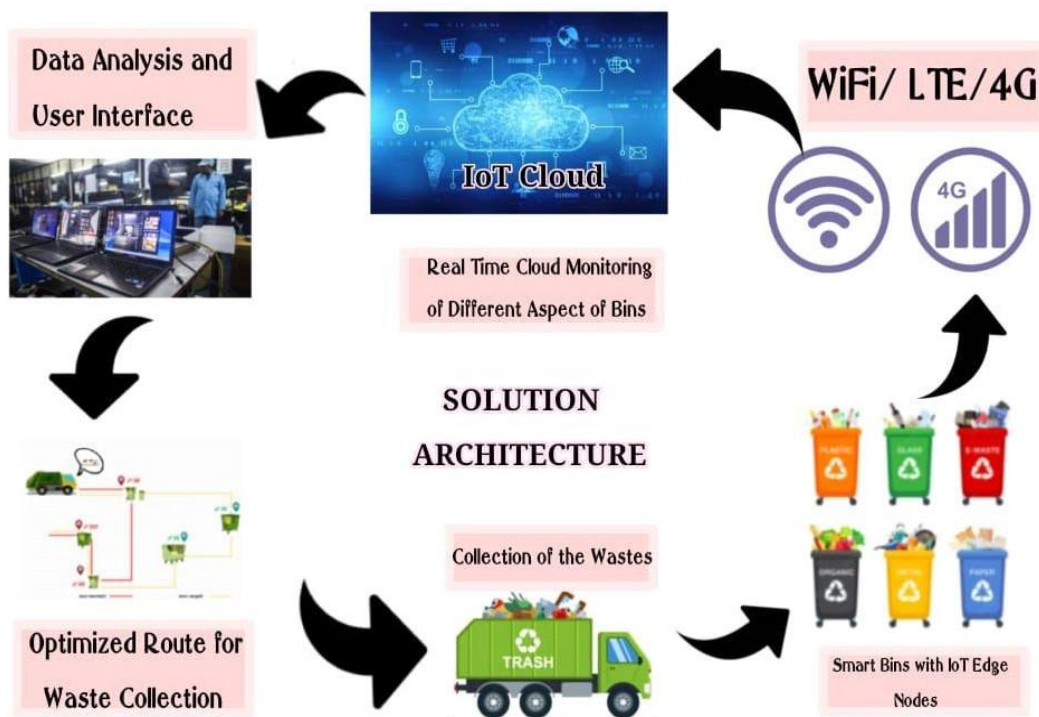 Data Analysis and
User Interface
IoT Cloud
WiFi/ LTE/4G
4G
Real Time Cloud Monitoring
of Different Aspect of Bins
SOLUTION
ARCHITECTURE
PLASTIC
GLASS
E-WASTE
ORGANIC
METAL
PAPER
Collection of the Wastes
TRASH
Optimized Route for
Waste Collection
Smart Bins with IoT Edge
Nodes